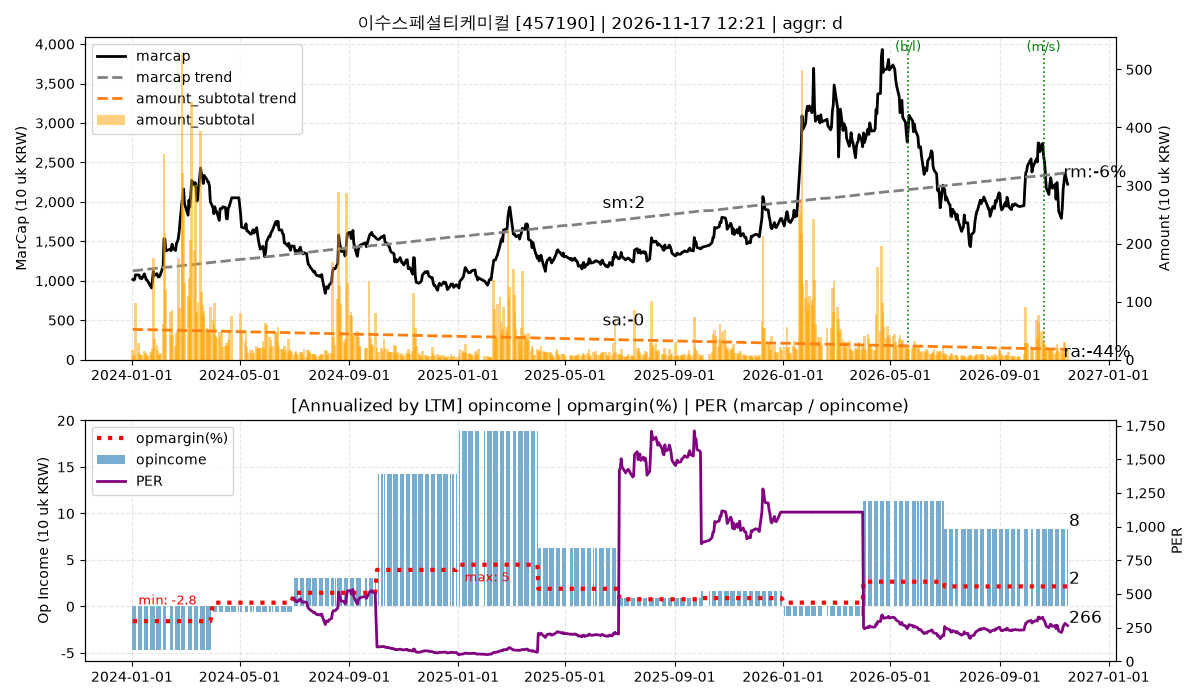 이수스페셜티케미컬 [457190] | 2026-11-17 12:21 | aggr: d
MarCap (10 uk KRW)
4,000
3,500
3,000
2,500
2,000
1,500
1,000
500
0
marcap
marcap trend
amount_subtotal trend
amount_subtotal
(b/l)
(m/s)
sm:2
sa:-0
rm:-6%
ra:-44%
500
400
300
200
100
0
Amount (10 uk KRW)
2024-01-01
2024-05-01
2024-09-01
2025-01-01
2025-05-01
2025-09-01
2026-01-01
2026-05-01
2026-09-01
2027-01-01
[Annualized by LTM] opincome | opmargin(%) | PER (marcap / opincome)
Op Income (10 uk KRW)
20
15
10
5
0
-5
opmargin(%)
opincome
PER
min: -2.8
max: 5
8
2
266
1,750
1,500
1,250
1,000
750
500
250
0
PER
2024-01-01
2024-05-01
2024-09-01
2025-01-01
2025-05-01
2025-09-01
2026-01-01
2026-05-01
2026-09-01
2027-01-01